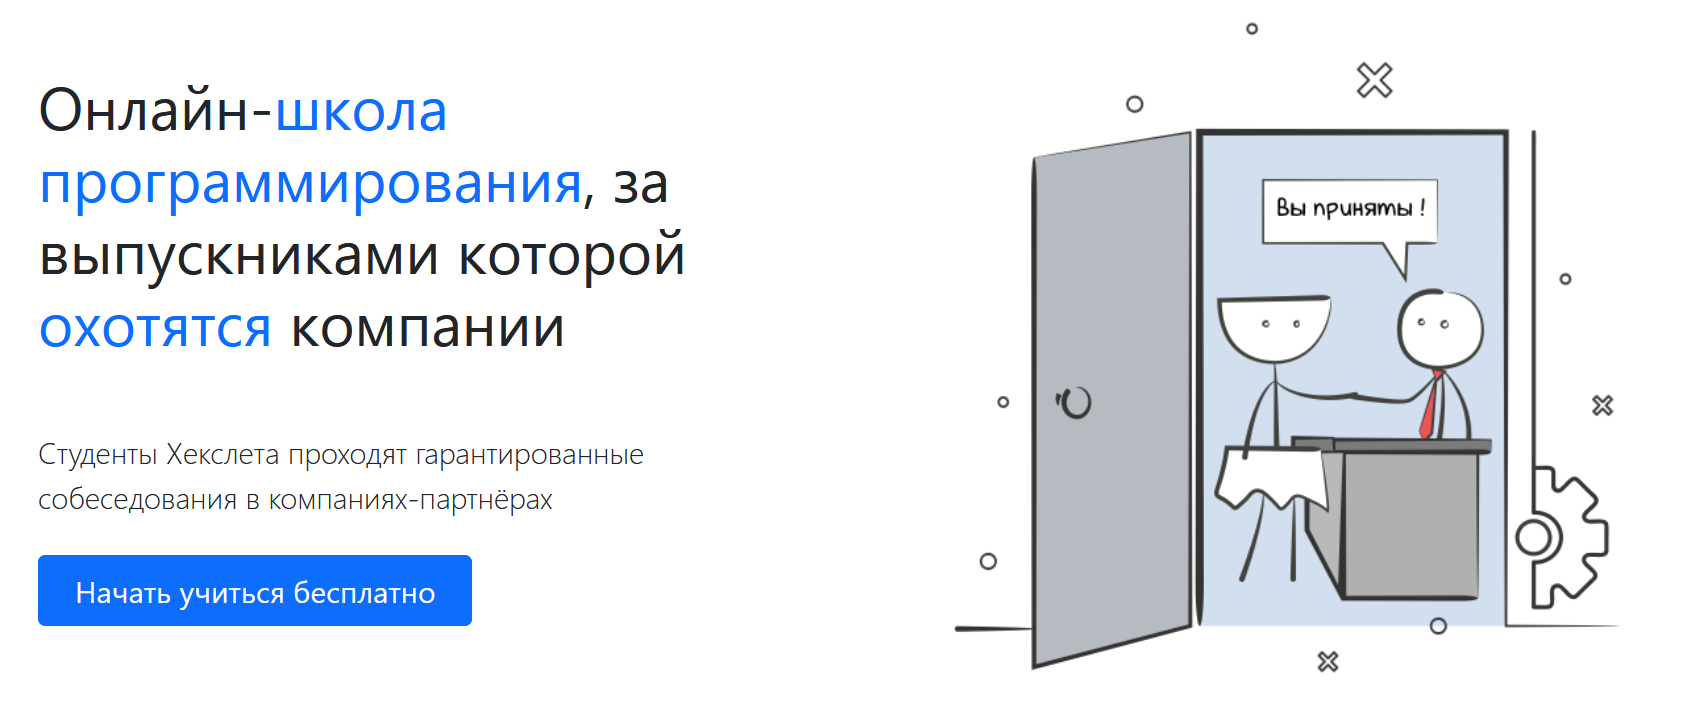 Онлайн-школа
программирования, за
выпускниками которой
охотятся компании
Студенты Хекслета проходят гарантированные
собеседования в компаниях-партнёрах
Начать учиться бесплатно
Вы приняты !